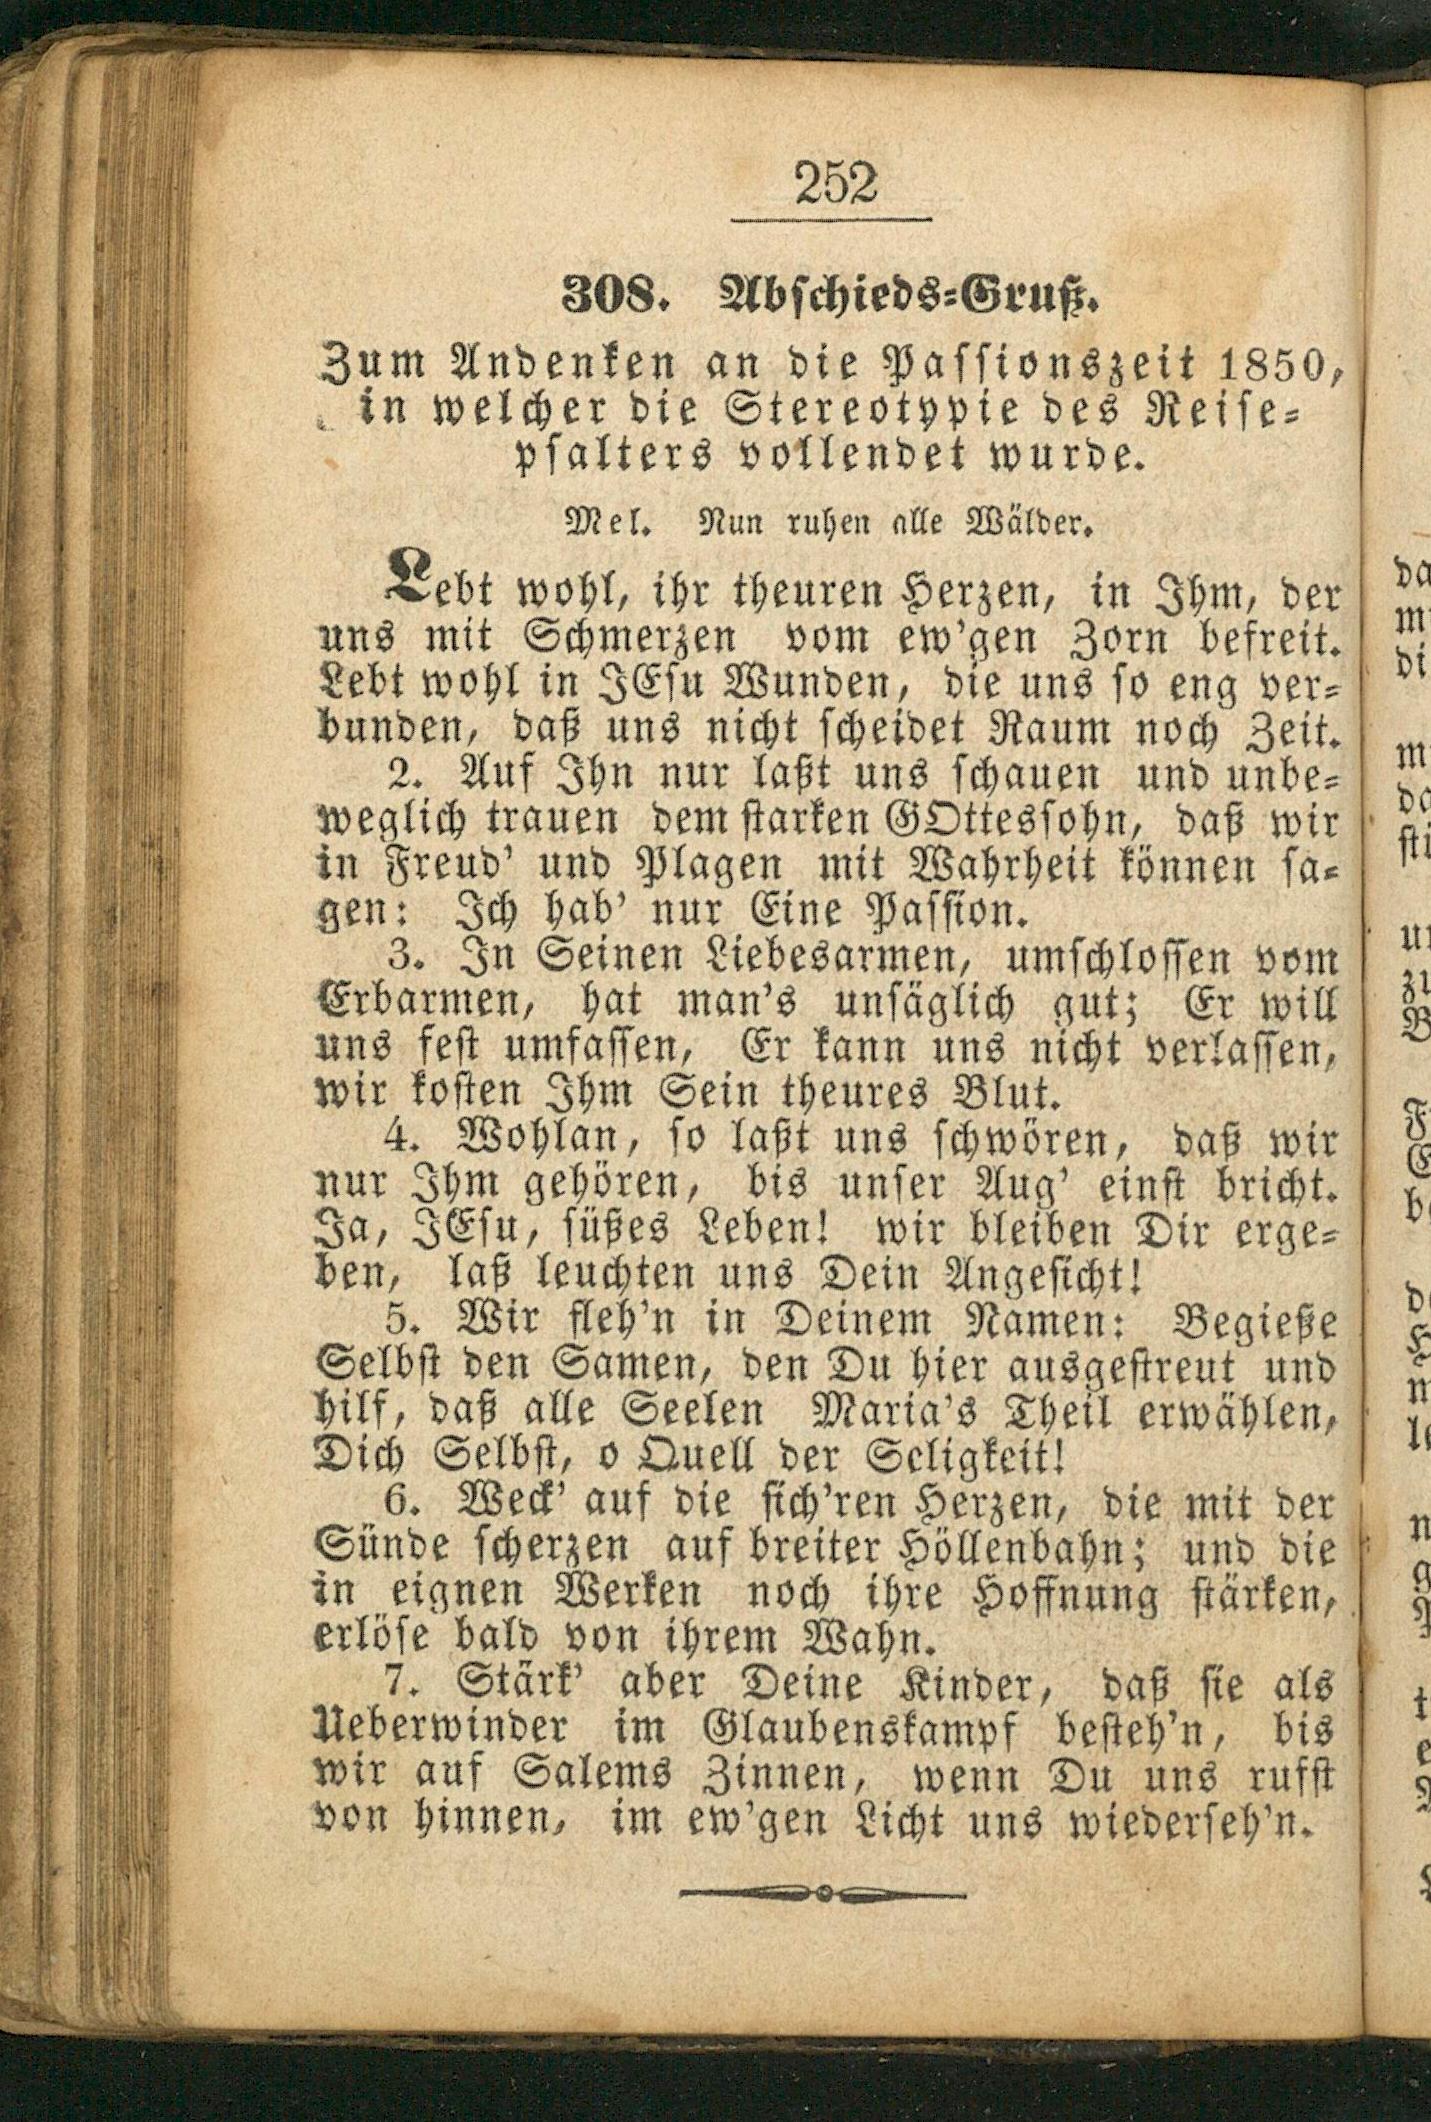 252
308. Abschieds-Gruß.
Zum Andenken an die Passionszeit 1850,
in welcher die Stereotypie des Reise-
psalters vollendet wurde.
Mel. Nun ruhen alle Wälder.
Lebt wohl, ihr theuren Herzen, in Ihm, der
uns mit Schmerzen vom ew'gen Zorn befreit.
Lebt wohl in JEsu Wunden, die uns so eng ver-
bunden, daß uns nicht scheidet Raum noch Zeit.
2. Auf Ihn nur laßt uns schauen und unbe-
weglich trauen dem starken GOttessohn, daß wir
in Freud' und Plagen mit Wahrheit können sa-
gen: Ich hab' nur Eine Passion.
3. In Seinen Liebesarmen, umschlossen vom
Erbarmen, hat man's unsäglich gut; Er will
uns fest umfassen, Er kann uns nicht verlassen,
wir kosten Ihm Sein theures Blut.
4. Wohlan, so laßt uns schwören, daß wir
nur Ihm gehören, bis unser Aug' einst bricht.
Ja, JEsu, süßes Leben! wir bleiben Dir erge-
ben, laß leuchten uns Dein Angesicht!
5. Wir fleh'n in Deinem Namen: Begieße
Selbst den Samen, den Du hier ausgestreut und
hilf, daß alle Seelen Maria's Theil erwählen,
Dich Selbst, o Quell der Seligkeit!
6. Weck' auf die sich'ren Herzen, die mit der
Sünde scherzen auf breiter Höllenbahn; und die
in eignen Werken noch ihre Hoffnung stärken,
erlöse bald von ihrem Wahn.
7. Stärk' aber Deine Kinder, daß sie als
Ueberwinder im Glaubenskampf besteh'n, bis
wir auf Salems Zinnen, wenn Du uns rufst
von hinnen, im ew'gen Licht uns wiederseh'n.